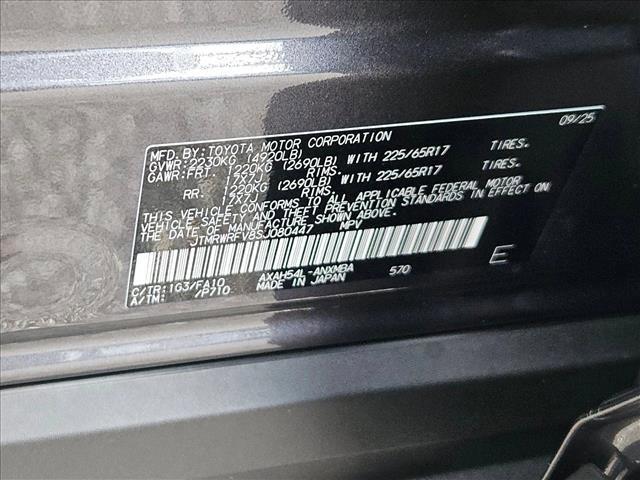 MFD.BY:TOYOTA MOTOR CORPORATION 09/25
GVWR:2230KG (4920LB)
GAWR:FRT. 1220KG (2690LB) WITH 225/65R17 TIRES.
17X7J RIMS.
RR. 1220KG (2690LB) WITH 225/65R17 TIRES.
17X7J RIMS.
THIS VEHICLE CONFORMS TO ALL APPLICABLE FEDERAL MOTOR
VEHICLE SAFETY AND THEFT PREVENTION STANDARDS IN EFFECT
ON THE DATE OF MANUFACTURE SHOWN ABOVE.
JTMRWRFV8SJ080447 MPV
C/TR:1G3/FA10 AXAH54L-ANXMBA 570 E
A/TM: /P710 MADE IN JAPAN